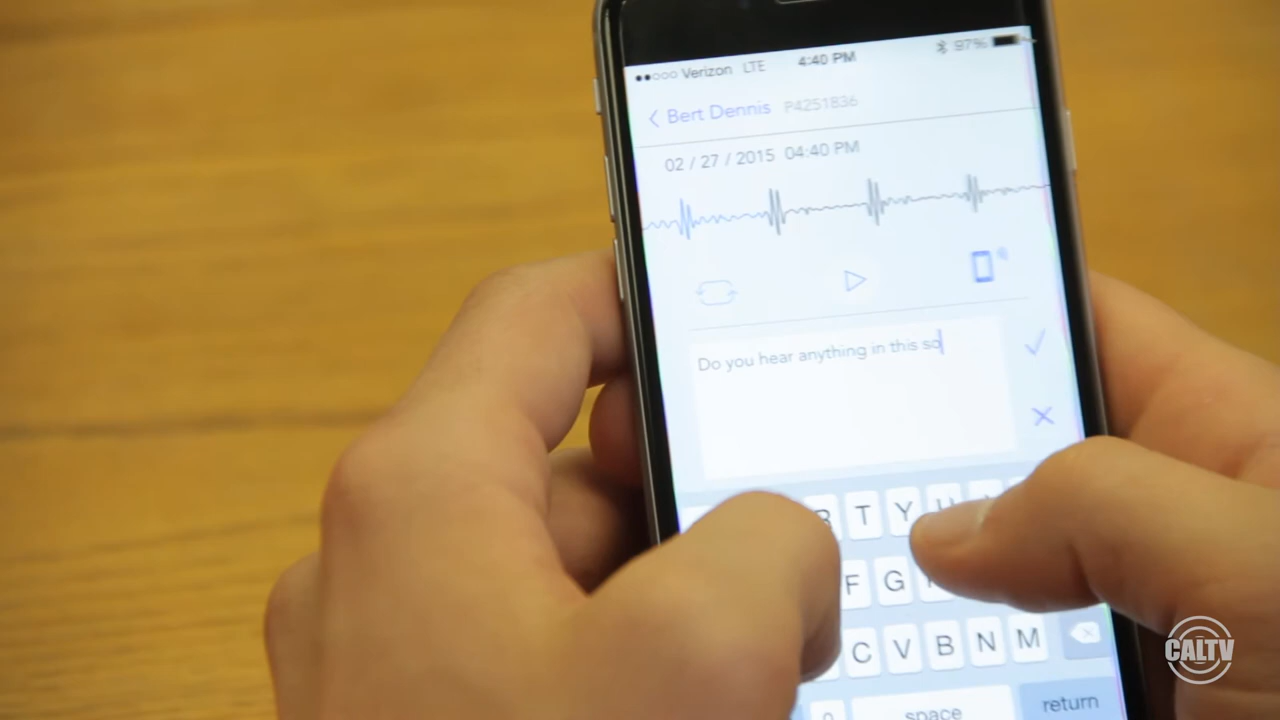 Verizon LTE 4:40 PM 97%
Bert Dennis P4251836
02 / 27 / 2015 04:40 PM
Do you hear anything in this so
T Y U
F G
C V B N M
space return
CALTV